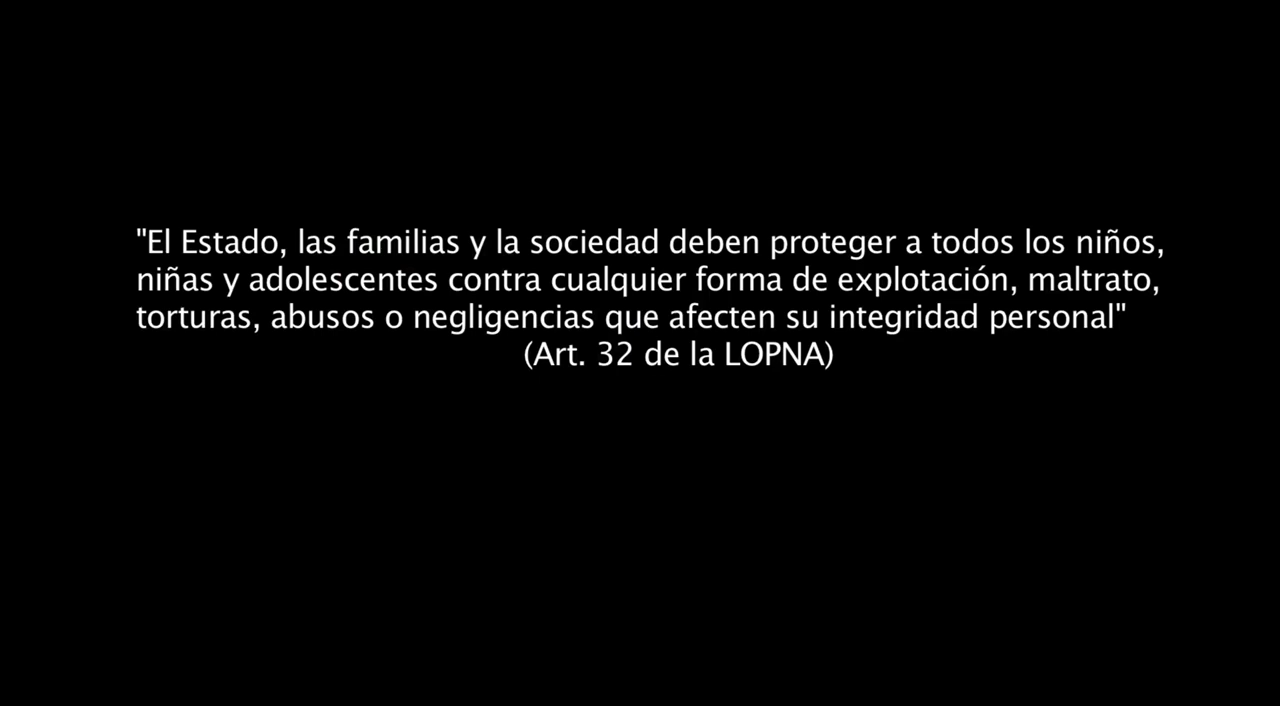 "El Estado, las familias y la sociedad deben proteger a todos los niños,
niñas y adolescentes contra cualquier forma de explotación, maltrato,
torturas, abusos o negligencias que afecten su integridad personal"
(Art. 32 de la LOPNA)